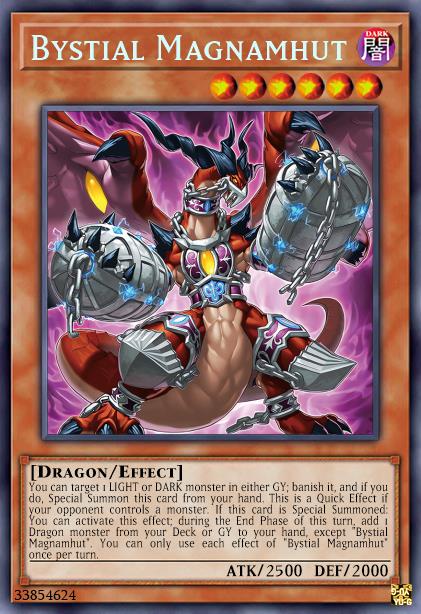 Bystial Magnamhut
DARK
闇
[Dragon/Effect]
You can target 1 LIGHT or DARK monster in either GY; banish it, and if you
do, Special Summon this card from your hand. This is a Quick Effect if
your opponent controls a monster. If this card is Special Summoned:
You can activate this effect; during the End Phase of this turn, add 1
Dragon monster from your Deck or GY to your hand, except "Bystial
Magnamhut". You can only use each effect of "Bystial Magnamhut"
once per turn.
ATK/2500 DEF/2000
33854624